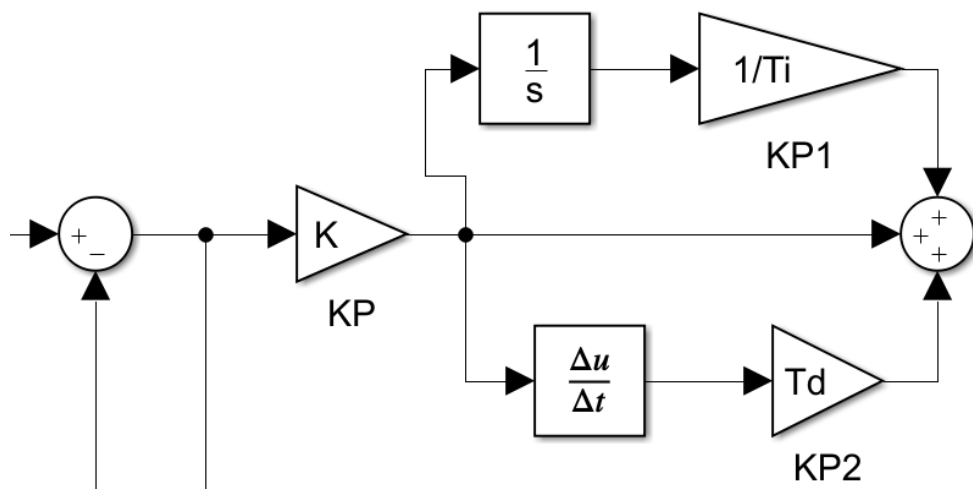 1
s
1/Ti
KP1
+
−
K
KP
+
+
+
Δu
Δt
Td
KP2